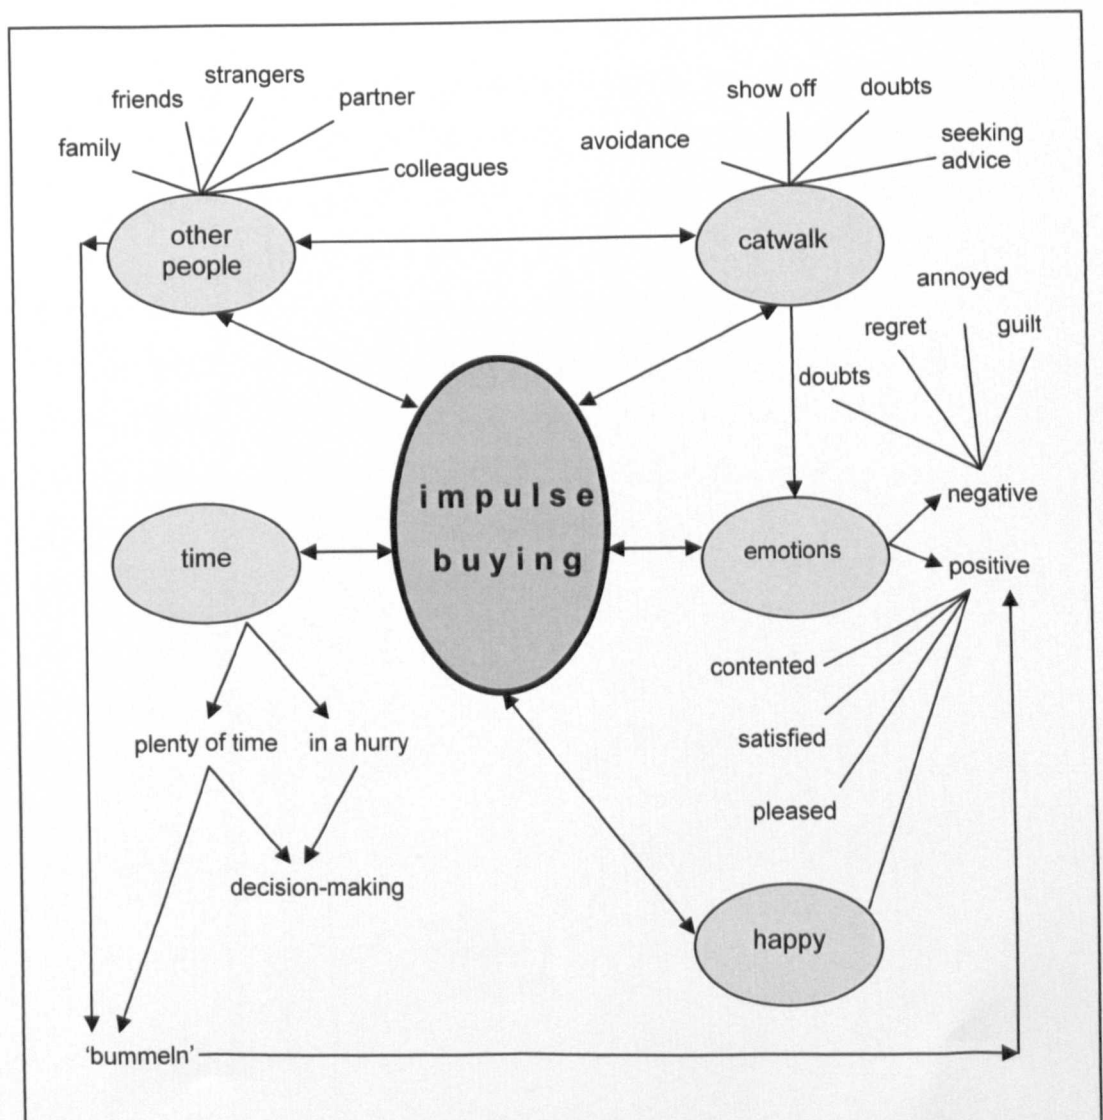 strangers
friends
partner
family
colleagues
show off
doubts
avoidance
seeking
advice
other
people
catwalk
annoyed
regret
guilt
doubts
impulse
buying
time
emotions
negative
positive
contented
satisfied
pleased
plenty of time
in a hurry
decision-making
happy
'bummeln'